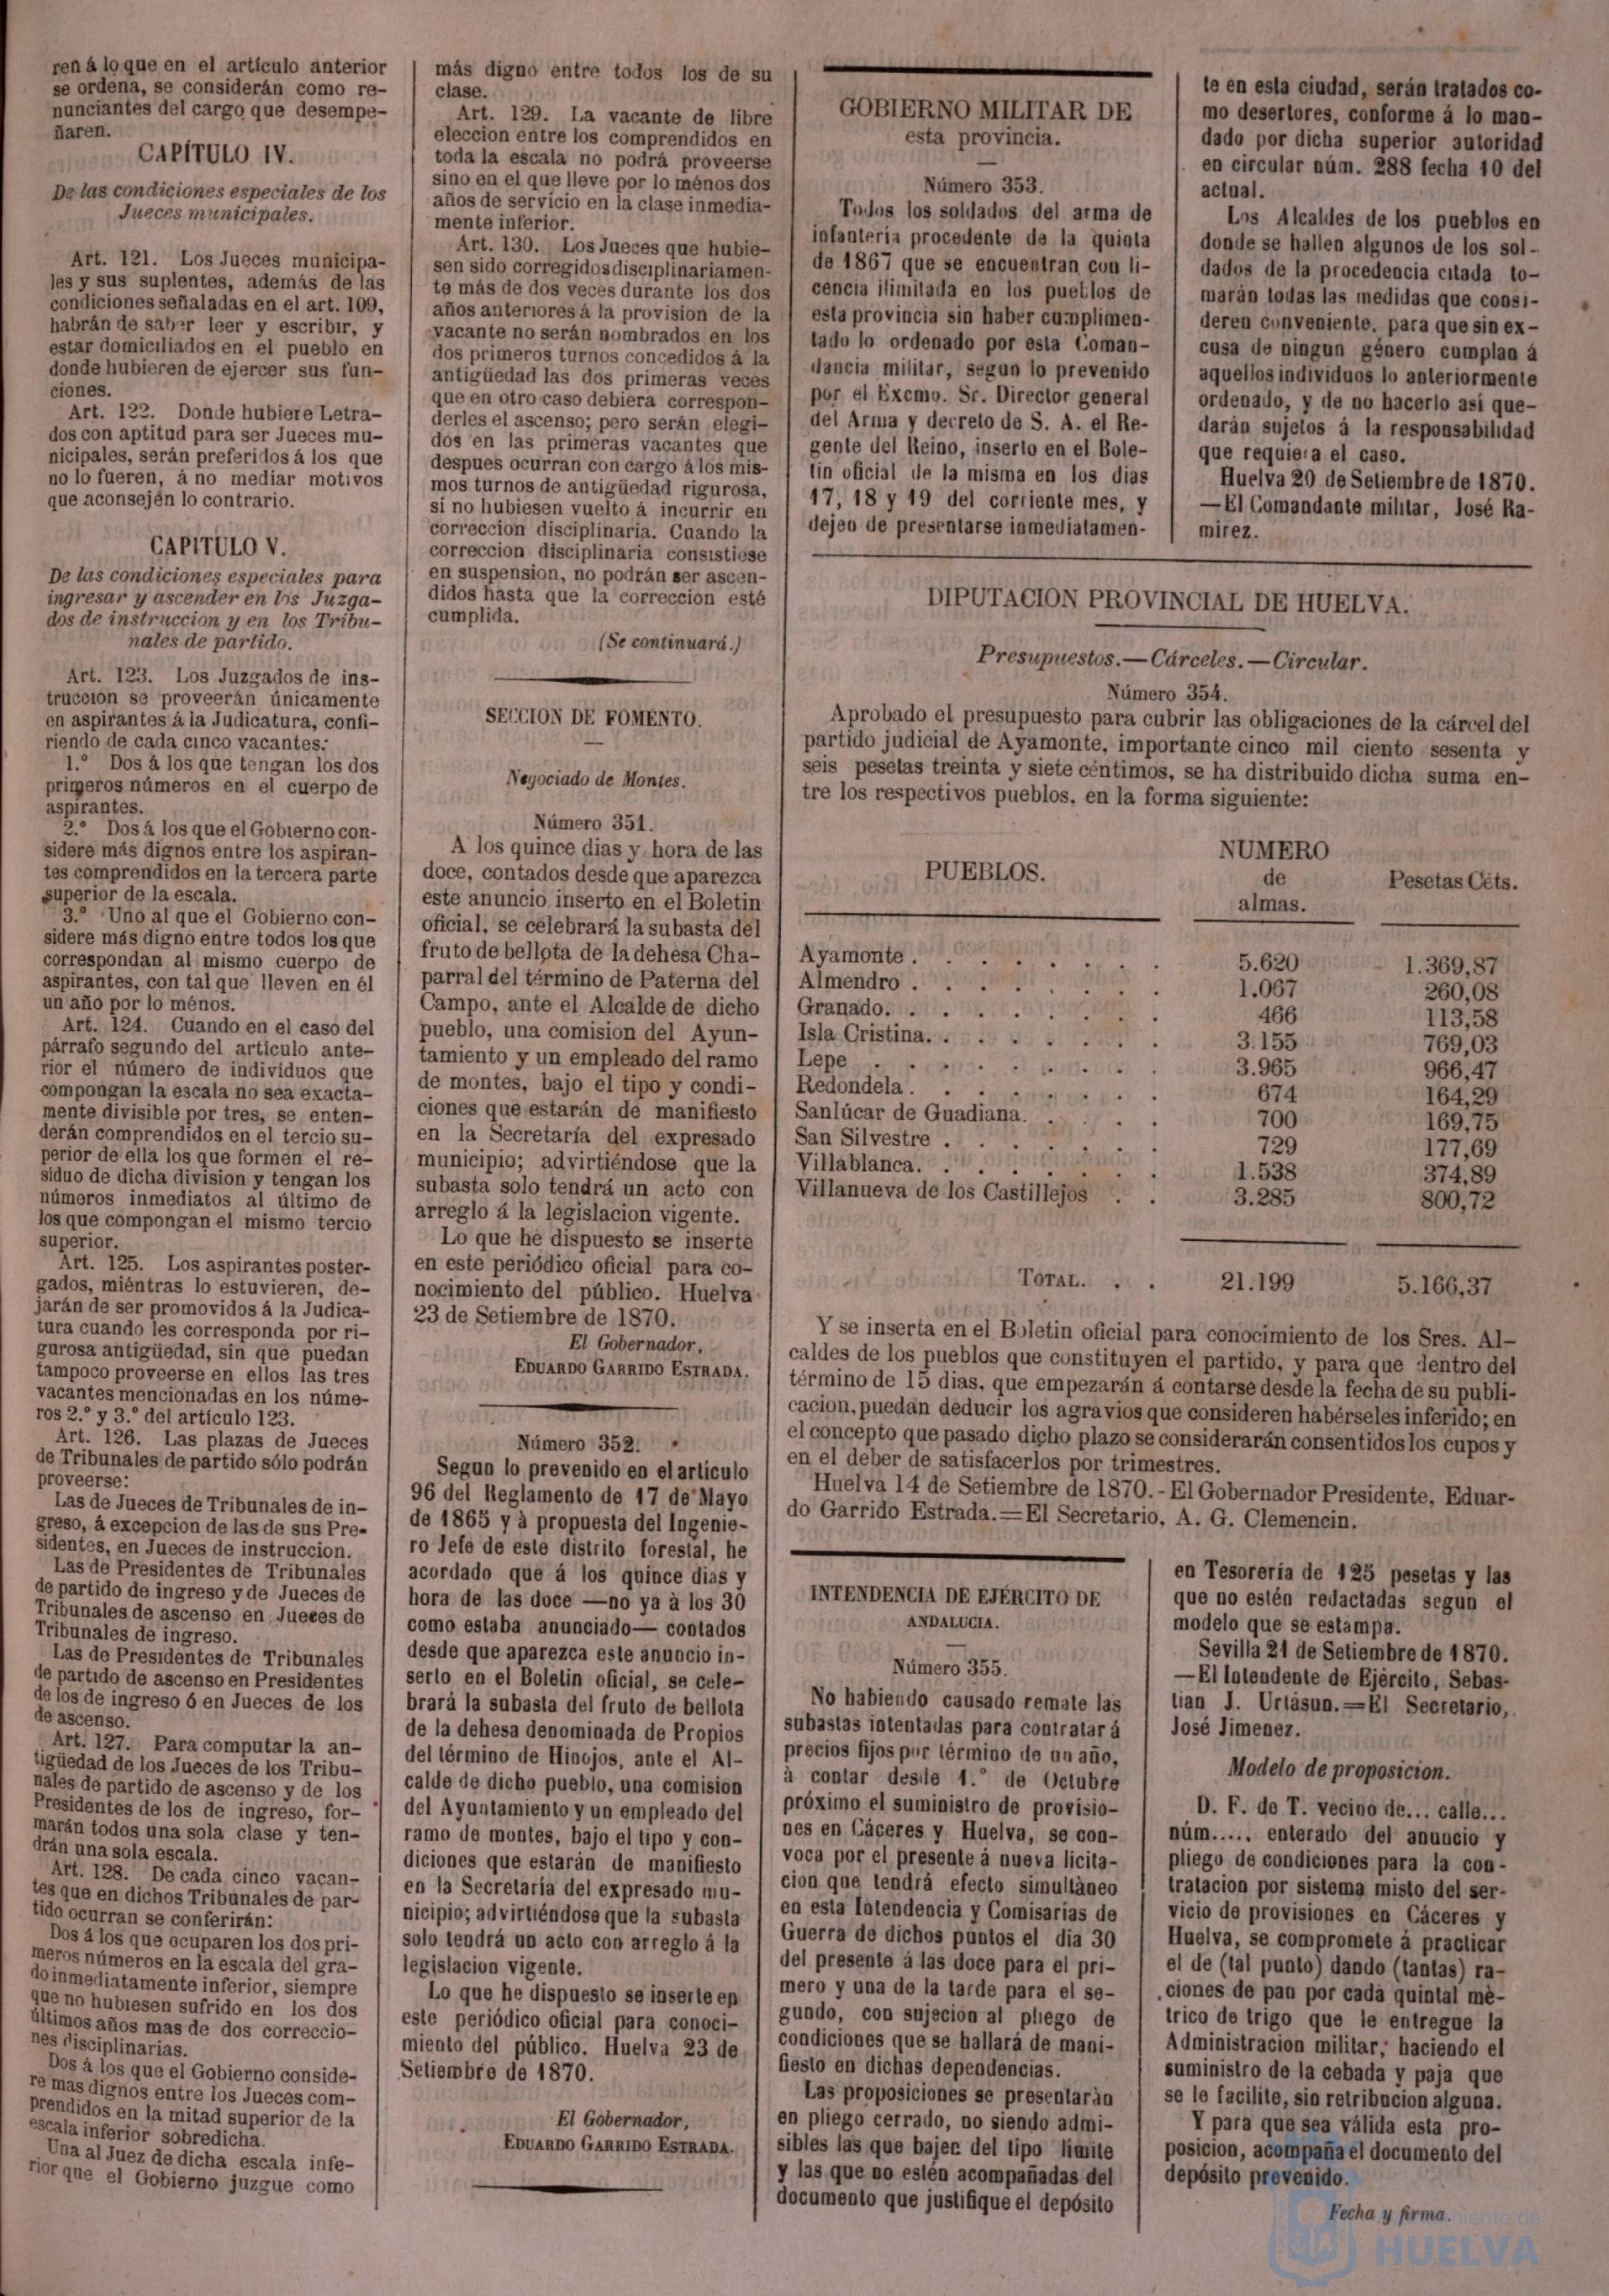 ren á lo que en el artículo anterior
se ordena, se considerán como re-
nunciantes del cargo que desempe-
ñaren.
CAPÍTULO IV.
De las condiciones especiales de los
Jueces municipales.
Art. 121. Los Jueces municipa-
les y sus suplentes, además de las
condiciones señaladas en el art. 109,
habrán de saber leer y escribir, y
estar domiciliados en el pueblo en
donde hubieren de ejercer sus fun-
ciones.
Art. 122. Donde hubiere Letra-
dos con aptitud para ser Jueces mu-
nicipales, serán preferidos á los que
no lo fueren, á no mediar motivos
que aconsejen lo contrario.
CAPITULO V.
De las condiciones especiales para
ingresar y ascender en los Juzga-
dos de instruccion y en los Tribu-
nales de partido.
Art. 123. Los Juzgados de ins-
truccion se proveerán únicamente
en aspirantes á la Judicatura, confi-
riendo de cada cinco vacantes:
1.º Dos á los que tengan los dos
primeros números en el cuerpo de
aspirantes.
2.º Dos á los que el Gobierno con-
sidere más dignos entre los aspiran-
tes comprendidos en la tercera parte
superior de la escala.
3.º Uno al que el Gobierno con-
sidere más digno entre todos los que
correspondan al mismo cuerpo de
aspirantes, con tal que lleven en él
un año por lo ménos.
Art. 124. Cuando en el caso del
párrafo segundo del artículo ante-
rior el número de individuos que
compongan la escala no sea exacta-
mente divisible por tres, se enten-
derán comprendidos en el tercio su-
perior de ella los que formen el re-
siduo de dicha division y tengan los
números inmediatos al último de
los que compongan el mismo tercio
superior.
Art. 125. Los aspirantes poster-
gados, miéntras lo estuvieren, de-
jarán de ser promovidos á la Judica-
tura cuando les corresponda por ri-
gurosa antigüedad, sin que puedan
tampoco proveerse en ellos las tres
vacantes mencionadas en los núme-
ros 2.º y 3.º del artículo 123.
Art. 126. Las plazas de Jueces
de Tribunales de partido sólo podrán
proveerse:
Las de Jueces de Tribunales de in-
greso, á excepcion de las de sus Pre-
sidentes, en Jueces de instruccion.
Las de Presidentes de Tribunales
de partido de ingreso y de Jueces de
Tribunales de ascenso en Jueces de
Tribunales de ingreso.
Las de Presidentes de Tribunales
de partido de ascenso en Presidentes
de los de ingreso ó en Jueces de los
de ascenso.
Art. 127. Para computar la an-
tigüedad de los Jueces de los Tribu-
nales de partido de ascenso y de los
Presidentes de los de ingreso, for-
marán todos una sola clase y ten-
drán una sola escala.
Art. 128. De cada cinco vacan-
tes que en dichos Tribunales de par-
tido ocurran se conferirán:
Dos á los que ocuparen los dos pri-
meros números en la escala del gra-
do inmediatamente inferior, siempre
que no hubiesen sufrido en los dos
últimos años mas de dos correccio-
nes disciplinarias.
Dos á los que el Gobierno conside-
re mas dignos entre los Jueces com-
prendidos en la mitad superior de la
escala inferior sobredicha.
Una al Juez de dicha escala infe-
rior que el Gobierno juzgue como
más digno entre todos los de su
clase.
Art. 129. La vacante de libre
eleccion entre los comprendidos en
toda la escala no podrá proveerse
sino en el que lleve por lo ménos dos
años de servicio en la clase inmedia-
mente inferior.
Art. 130. Los Jueces que hubie-
sen sido corregidos disciplinariamen-
te más de dos veces durante los dos
años anteriores á la provision de la
vacante no serán nombrados en los
dos primeros turnos concedidos á la
antigüedad las dos primeras veces
que en otro caso debiera correspon-
derles el ascenso; pero serán elegi-
dos en las primeras vacantes que
despues ocurran con cargo á los mis-
mos turnos de antigüedad rigurosa,
si no hubiesen vuelto á incurrir en
correccion disciplinaria. Cuando la
correccion disciplinaria consistiese
en suspension, no podrán ser ascen-
didos hasta que la correccion esté
cumplida.
(Se continuará.)
SECCION DE FOMENTO.
Negociado de Montes.
Número 351.
A los quince dias y hora de las
doce, contados desde que aparezca
este anuncio inserto en el Boletin
oficial, se celebrará la subasta del
fruto de bellota de la dehesa Cha-
parral del término de Paterna del
Campo, ante el Alcalde de dicho
pueblo, una comision del Ayun-
tamiento y un empleado del ramo
de montes, bajo el tipo y condi-
ciones que estarán de manifiesto
en la Secretaría del expresado
municipio; advirtiéndose que la
subasta solo tendrá un acto con
arreglo á la legislacion vigente.
Lo que he dispuesto se inserte
en este periódico oficial para co-
nocimiento del público. Huelva
23 de Setiembre de 1870.
El Gobernador,
EDUARDO GARRIDO ESTRADA.
Número 352.
Segun lo prevenido en el artículo
96 del Reglamento de 17 de Mayo
de 1865 y à propuesta del Ingenie-
ro Jefe de este distrito forestal, he
acordado que á los quince dias y
hora de las doce —no ya à los 30
como estaba anunciado— contados
desde que aparezca este anuncio in-
serto en el Boletin oficial, se cele-
brará la subasta del fruto de bellota
de la dehesa denominada de Propios
del término de Hinojos, ante el Al-
calde de dicho pueblo, una comision
del Ayuntamiento y un empleado del
ramo de montes, bajo el tipo y con-
diciones que estarán de manifiesto
en la Secretaría del expresado mu-
nicipio; advirtiéndose que la subasta
solo tendrá un acto con arreglo á la
legislacion vigente.
Lo que he dispuesto se inserte en
este periódico oficial para conoci-
miento del público. Huelva 23 de
Setiembre de 1870.
El Gobernador,
EDUARDO GARRIDO ESTRADA.
GOBIERNO MILITAR DE
esta provincia.
Número 353.
Todos los soldados del arma de
infantería procedente de la quinta
de 1867 que se encuentran con li-
cencia ilimitada en los pueblos de
esta provincia sin haber cumplimen-
tado lo ordenado por esta Coman-
dancia militar, segun lo prevenido
por el Excmo. Sr. Director general
del Arma y decreto de S. A. el Re-
gente del Reino, inserto en el Bole-
tin oficial de la misma en los dias
17, 18 y 19 del corriente mes, y
dejen de presentarse inmediatamen-
te en esta ciudad, serán tratados co-
mo desertores, conforme á lo man-
dado por dicha superior autoridad
en circular núm. 288 fecha 10 del
actual.
Los Alcaldes de los pueblos en
donde se hallen algunos de los sol-
dados de la procedencia citada to-
marán todas las medidas que consi-
deren conveniente, para que sin ex-
cusa de ningun género cumplan á
aquellos individuos lo anteriormente
ordenado, y de no hacerlo así que-
darán sujetos á la responsabilidad
que requiera el caso.
Huelva 20 de Setiembre de 1870.
—El Comandante militar, José Ra-
mirez.
DIPUTACION PROVINCIAL DE HUELVA.
Presupuestos.—Cárceles.—Circular.
Número 354.
Aprobado el presupuesto para cubrir las obligaciones de la cárcel del
partido judicial de Ayamonte, importante cinco mil ciento sesenta y
seis pesetas treinta y siete céntimos, se ha distribuido dicha suma en-
tre los respectivos pueblos, en la forma siguiente:
PUEBLOS. NUMERO de almas. Pesetas Céts.
Ayamonte . . . . . . . . 5.620 1.369,87
Almendro . . . . . . . . 1.067 260,08
Granado. . . . . . . . 466 113,58
Isla Cristina. . . . . . . . 3.155 769,03
Lepe . . . . . . . . 3.965 966,47
Redondela . . . . . . . . 674 164,29
Sanlúcar de Guadiana. . . . . 700 169,75
San Silvestre . . . . . . . 729 177,69
Villablanca. . . . . . . . 1.538 374,89
Villanueva de los Castillejos . . 3.285 800,72
TOTAL. . . 21.199 5.166,37
Y se inserta en el Boletin oficial para conocimiento de los Sres. Al-
caldes de los pueblos que constituyen el partido, y para que dentro del
término de 15 dias, que empezarán á contarse desde la fecha de su publi-
cacion, puedan deducir los agravios que consideren habérseles inferido; en
el concepto que pasado dicho plazo se considerarán consentidos los cupos y
en el deber de satisfacerlos por trimestres.
Huelva 14 de Setiembre de 1870.-El Gobernador Presidente, Eduar-
do Garrido Estrada.=El Secretario, A. G. Clemencin.
INTENDENCIA DE EJÉRCITO DE
ANDALUCIA.
Número 355.
No habiendo causado remate las
subastas intentadas para contratar á
precios fijos por término de un año,
à contar desde 1.º de Octubre
próximo el suministro de provisio-
nes en Cáceres y Huelva, se con-
voca por el presente á nueva licita-
cion que tendrá efecto simultàneo
en esta Intendencia y Comisarias de
Guerra de dichos puntos el dia 30
del presente á las doce para el pri-
mero y una de la tarde para el se-
gundo, con sujecion al pliego de
condiciones que se hallará de mani-
fiesto en dichas dependencias.
Las proposiciones se presentaràn
en pliego cerrado, no siendo admi-
sibles las que bajen del tipo límite
y las que no estén acompañadas del
documento que justifique el depósito
en Tesorería de 125 pesetas y las
que no estén redactadas segun el
modelo que se estampa.
Sevilla 21 de Setiembre de 1870.
—El Intendente de Ejército, Sebas-
tian J. Urtásun.=El Secretario,
José Jimenez.
Modelo de proposicion.
D. F. de T. vecino de... calle...
núm..... enterado del anuncio y
pliego de condiciones para la con-
tratacion por sistema misto del ser-
vicio de provisiones en Cáceres y
Huelva, se compromete á practicar
el de (tal punto) dando (tantas) ra-
ciones de pan por cada quintal mé-
trico de trigo que le entregue la
Administracion militar; haciendo el
suministro de la cebada y paja que
se le facilite, sin retribucion alguna.
Y para que sea válida esta pro-
posicion, acompaña el documento del
depósito prevenido.
Fecha y firma.
HUELVA